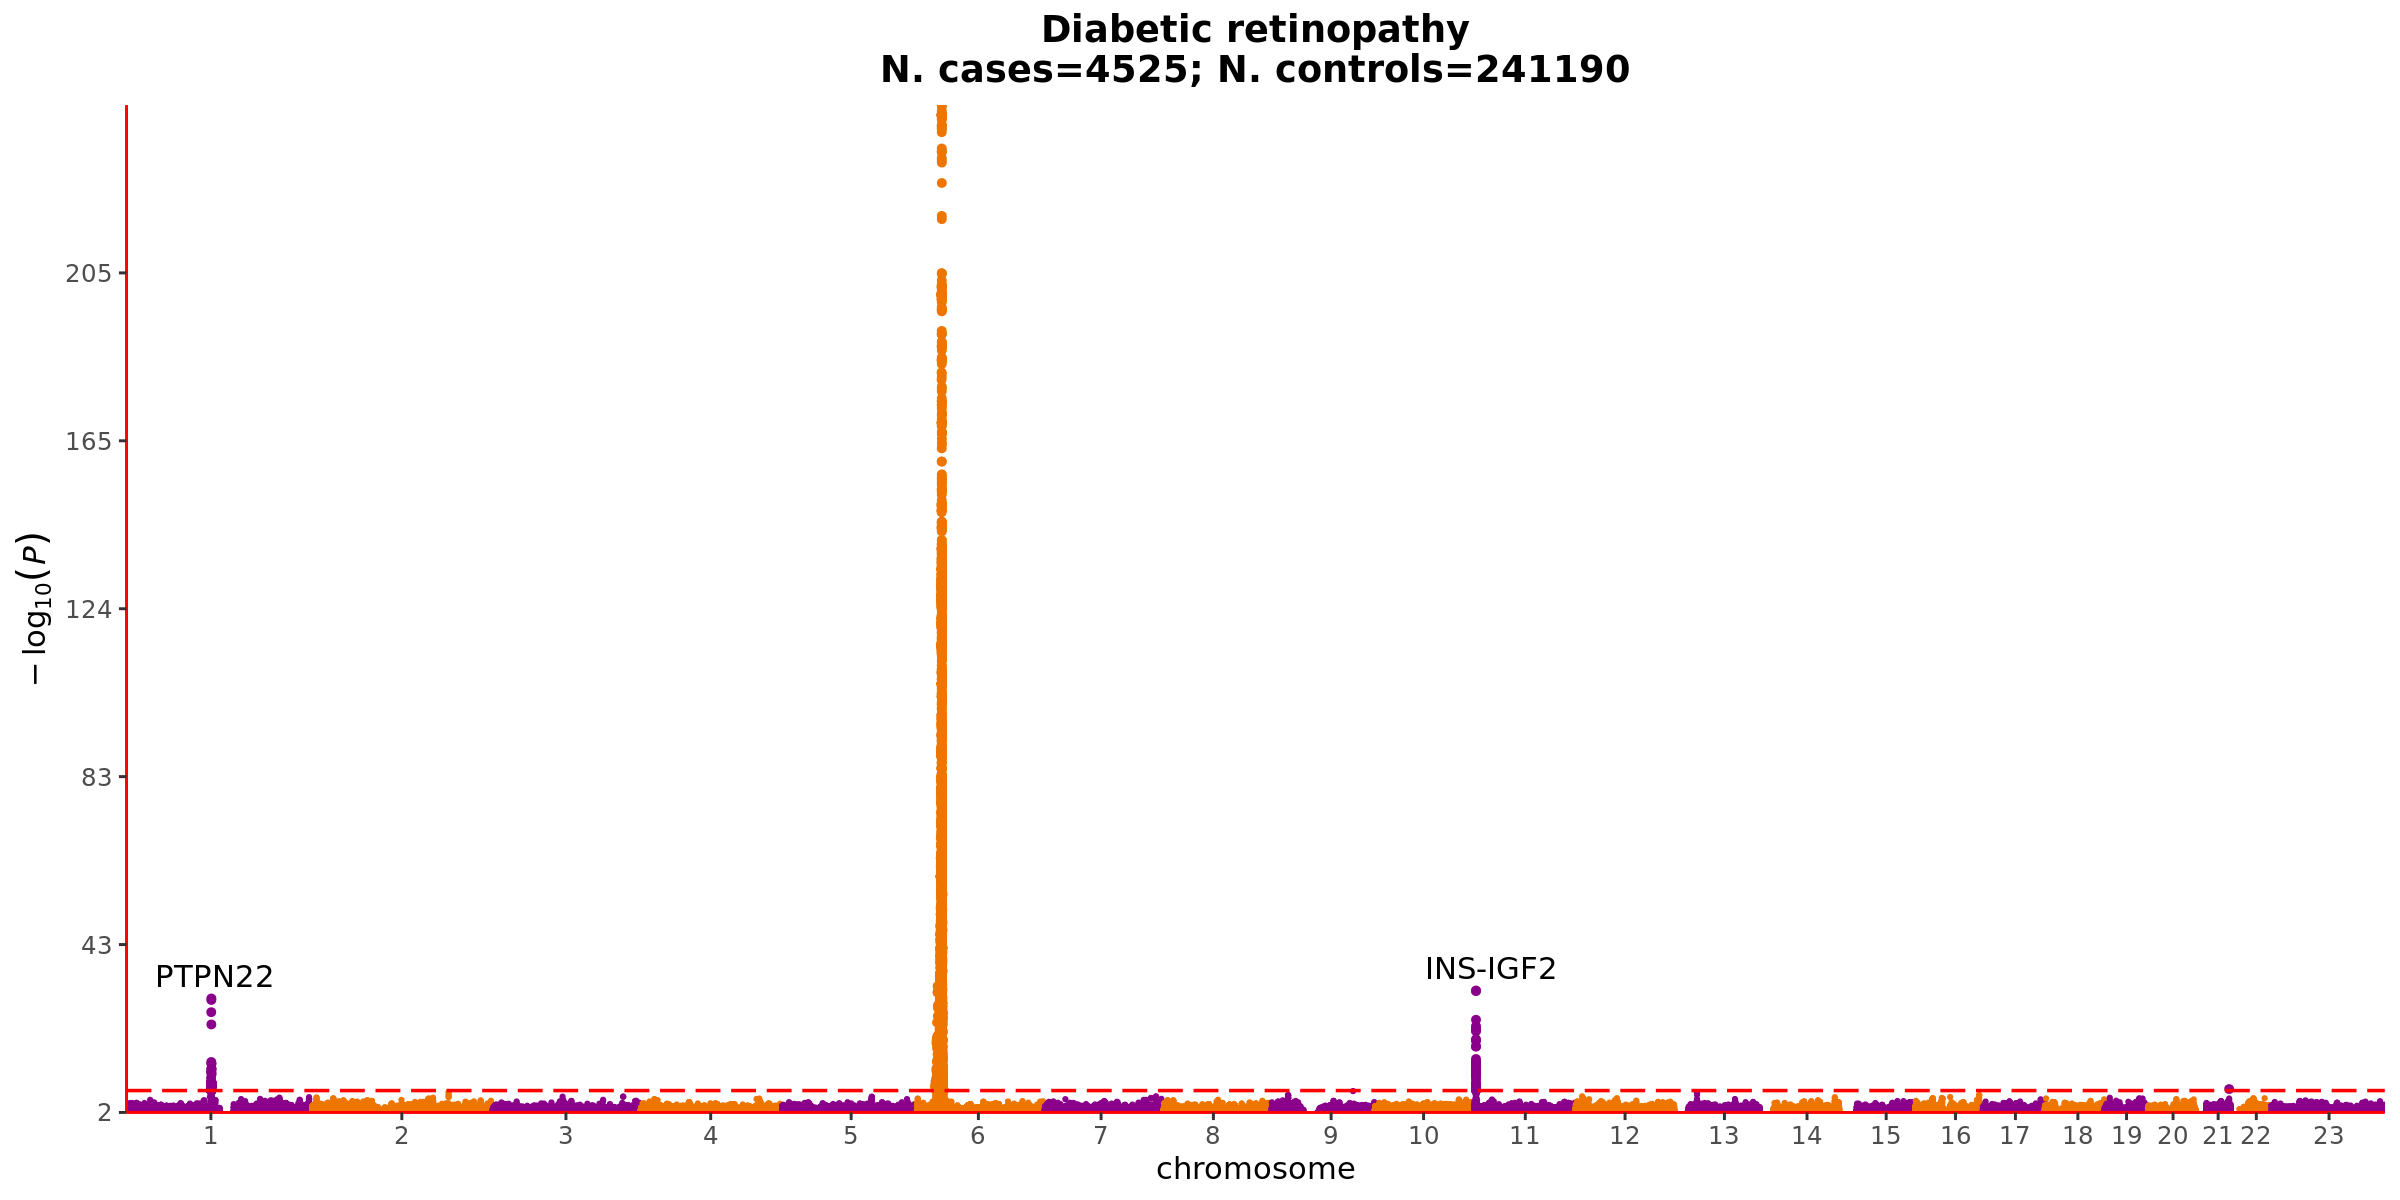 Diabetic retinopathy
N. cases=4525; N. controls=241190
−log10(P)
205
165
124
83
43
2
PTPN22
INS-IGF2
1 2 3 4 5 6 7 8 9 10 11 12 13 14 15 16 17 18 19 20 21 22 23
chromosome